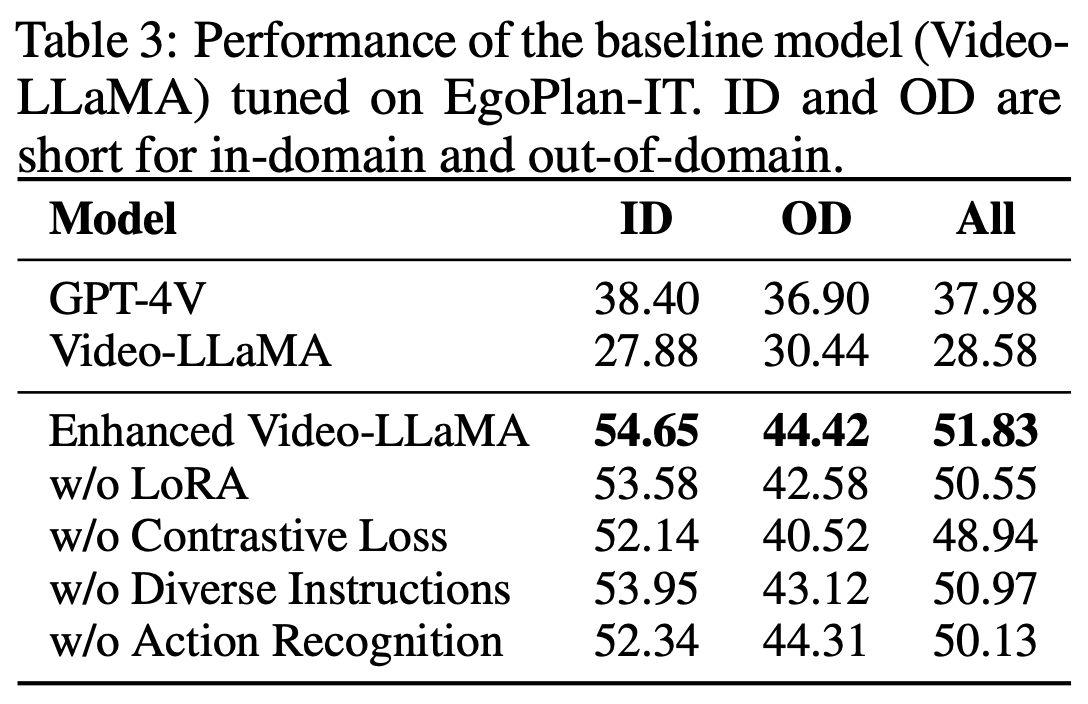 Table 3: Performance of the baseline model (Video-
LLaMA) tuned on EgoPlan-IT. ID and OD are
short for in-domain and out-of-domain.
Model ID OD All
GPT-4V 38.40 36.90 37.98
Video-LLaMA 27.88 30.44 28.58
Enhanced Video-LLaMA 54.65 44.42 51.83
w/o LoRA 53.58 42.58 50.55
w/o Contrastive Loss 52.14 40.52 48.94
w/o Diverse Instructions 53.95 43.12 50.97
w/o Action Recognition 52.34 44.31 50.13